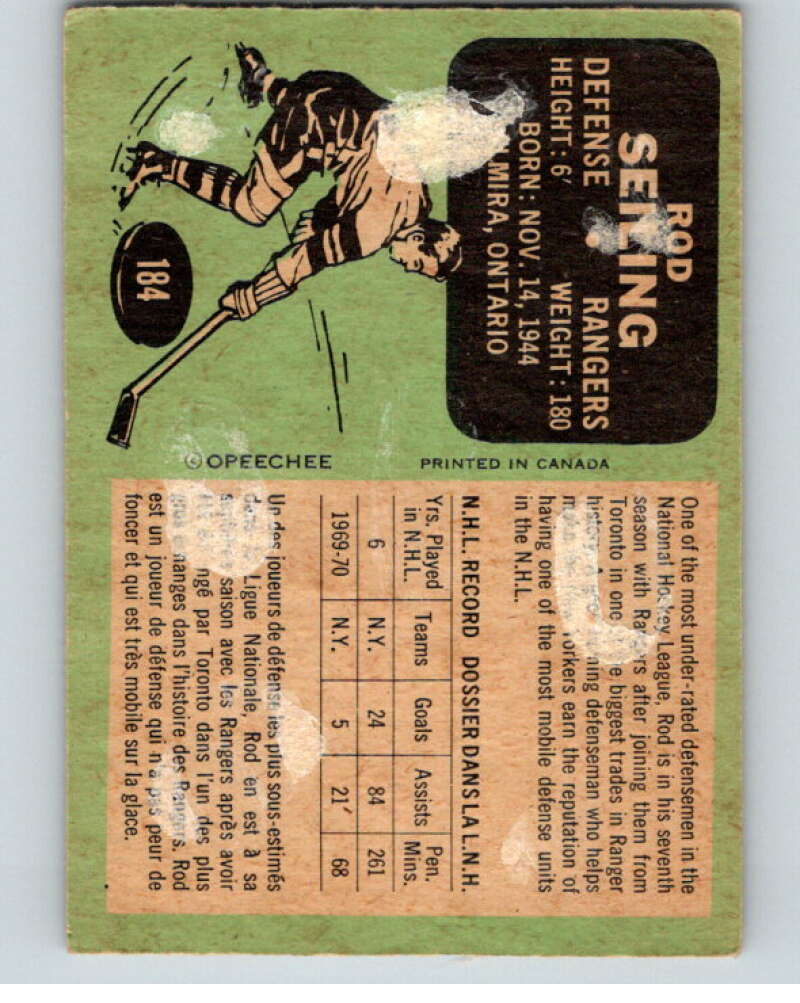 ROD
SEILING
DEFENSE RANGERS
HEIGHT: 6' WEIGHT: 180
BORN: NOV. 14, 1944
MIRA, ONTARIO
184
© OPEECHEE
PRINTED IN CANADA
One of the most under-rated defensemen in the
National Hockey League, Rod is in his seventh
season with Rangers after joining them from
Toronto in one biggest trades in Ranger
history. defenseman who helps
earn the reputation of
having one of the most mobile defense units
in the N.H.L.
N.H.L. RECORD DOSSIER DANS LA L.N.H.
Yrs. Played in N.H.L. Teams Goals Assists Pen. Mins.
6 N.Y. 24 84 261
1969-70 N.Y. 5 21 68
Un des joueurs de défense les plus sous-estimés
dans la Ligue Nationale, Rod en est à sa
saison avec les Rangers après avoir
par Toronto dans l'un des plus
dans l'histoire des Rangers. Rod
est un joueur de défense qui n'a pas peur de
foncer et qui est très mobile sur la glace.